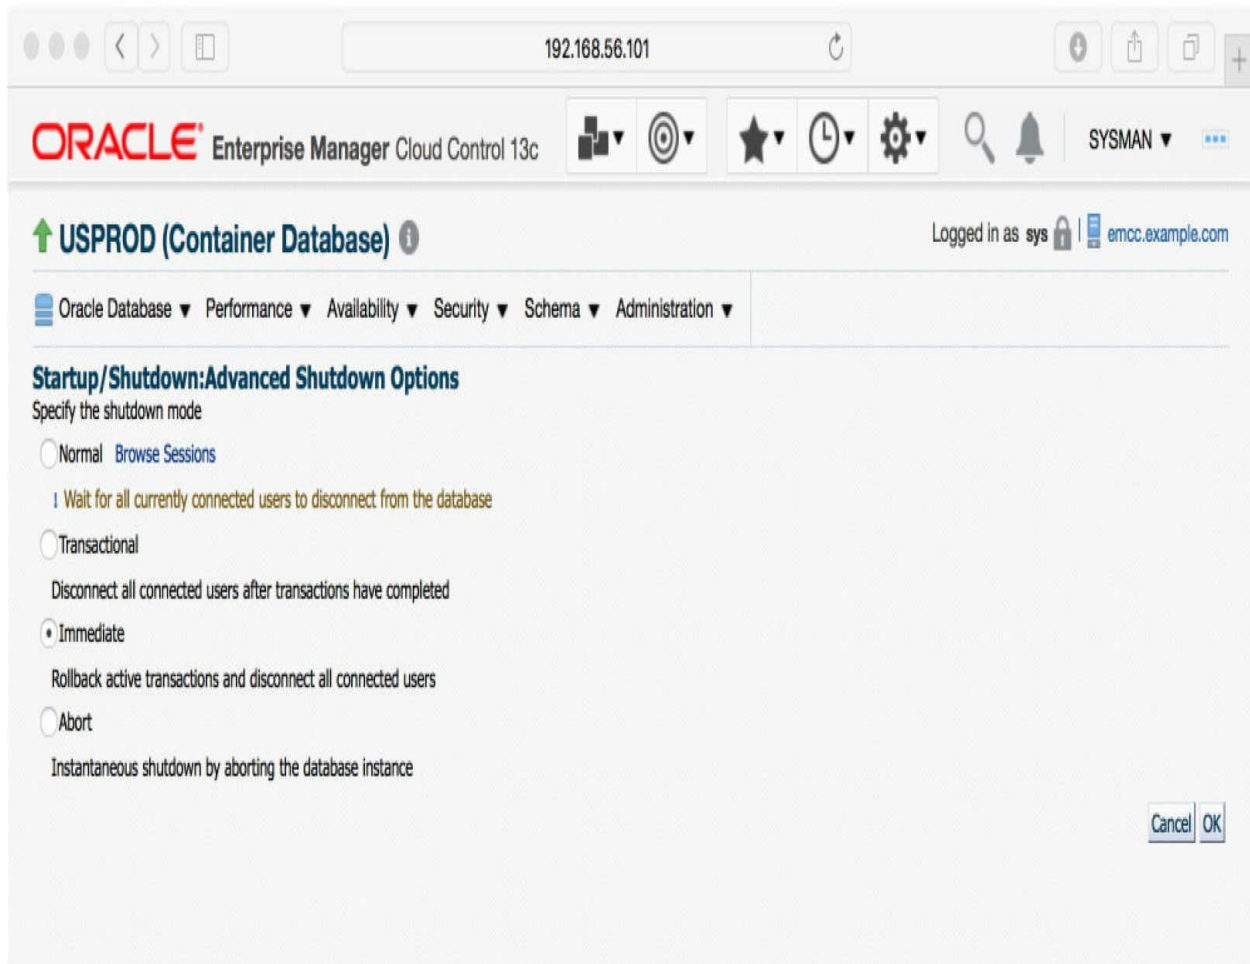 192.168.56.101
ORACLE Enterprise Manager Cloud Control 13c SYSMAN
USPROD (Container Database) Logged in as sys emcc.example.com
Oracle Database Performance Availability Security Schema Administration
Startup/Shutdown:Advanced Shutdown Options
Specify the shutdown mode
Normal Browse Sessions
! Wait for all currently connected users to disconnect from the database
Transactional
Disconnect all connected users after transactions have completed
Immediate
Rollback active transactions and disconnect all connected users
Abort
Instantaneous shutdown by aborting the database instance
Cancel OK